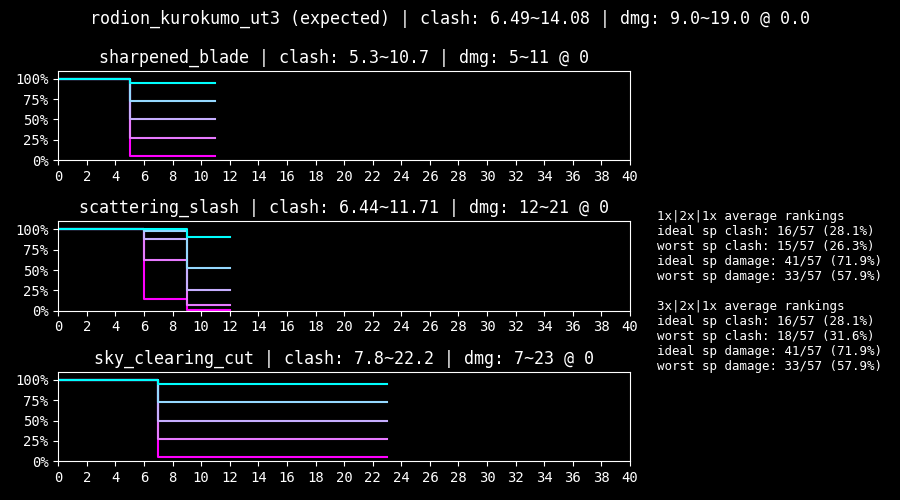 rodion_kurokumo_ut3 (expected) | clash: 6.49~14.08 | dmg: 9.0~19.0 @ 0.0
sharpened_blade | clash: 5.3~10.7 | dmg: 5~11 @ 0
100%
75%
50%
25%
0%
0 2 4 6 8 10 12 14 16 18 20 22 24 26 28 30 32 34 36 38 40
scattering_slash | clash: 6.44~11.71 | dmg: 12~21 @ 0
100%
75%
50%
25%
0%
0 2 4 6 8 10 12 14 16 18 20 22 24 26 28 30 32 34 36 38 40
sky_clearing_cut | clash: 7.8~22.2 | dmg: 7~23 @ 0
100%
75%
50%
25%
0%
0 2 4 6 8 10 12 14 16 18 20 22 24 26 28 30 32 34 36 38 40
1x|2x|1x average rankings
ideal sp clash: 16/57 (28.1%)
worst sp clash: 15/57 (26.3%)
ideal sp damage: 41/57 (71.9%)
worst sp damage: 33/57 (57.9%)
3x|2x|1x average rankings
ideal sp clash: 16/57 (28.1%)
worst sp clash: 18/57 (31.6%)
ideal sp damage: 41/57 (71.9%)
worst sp damage: 33/57 (57.9%)